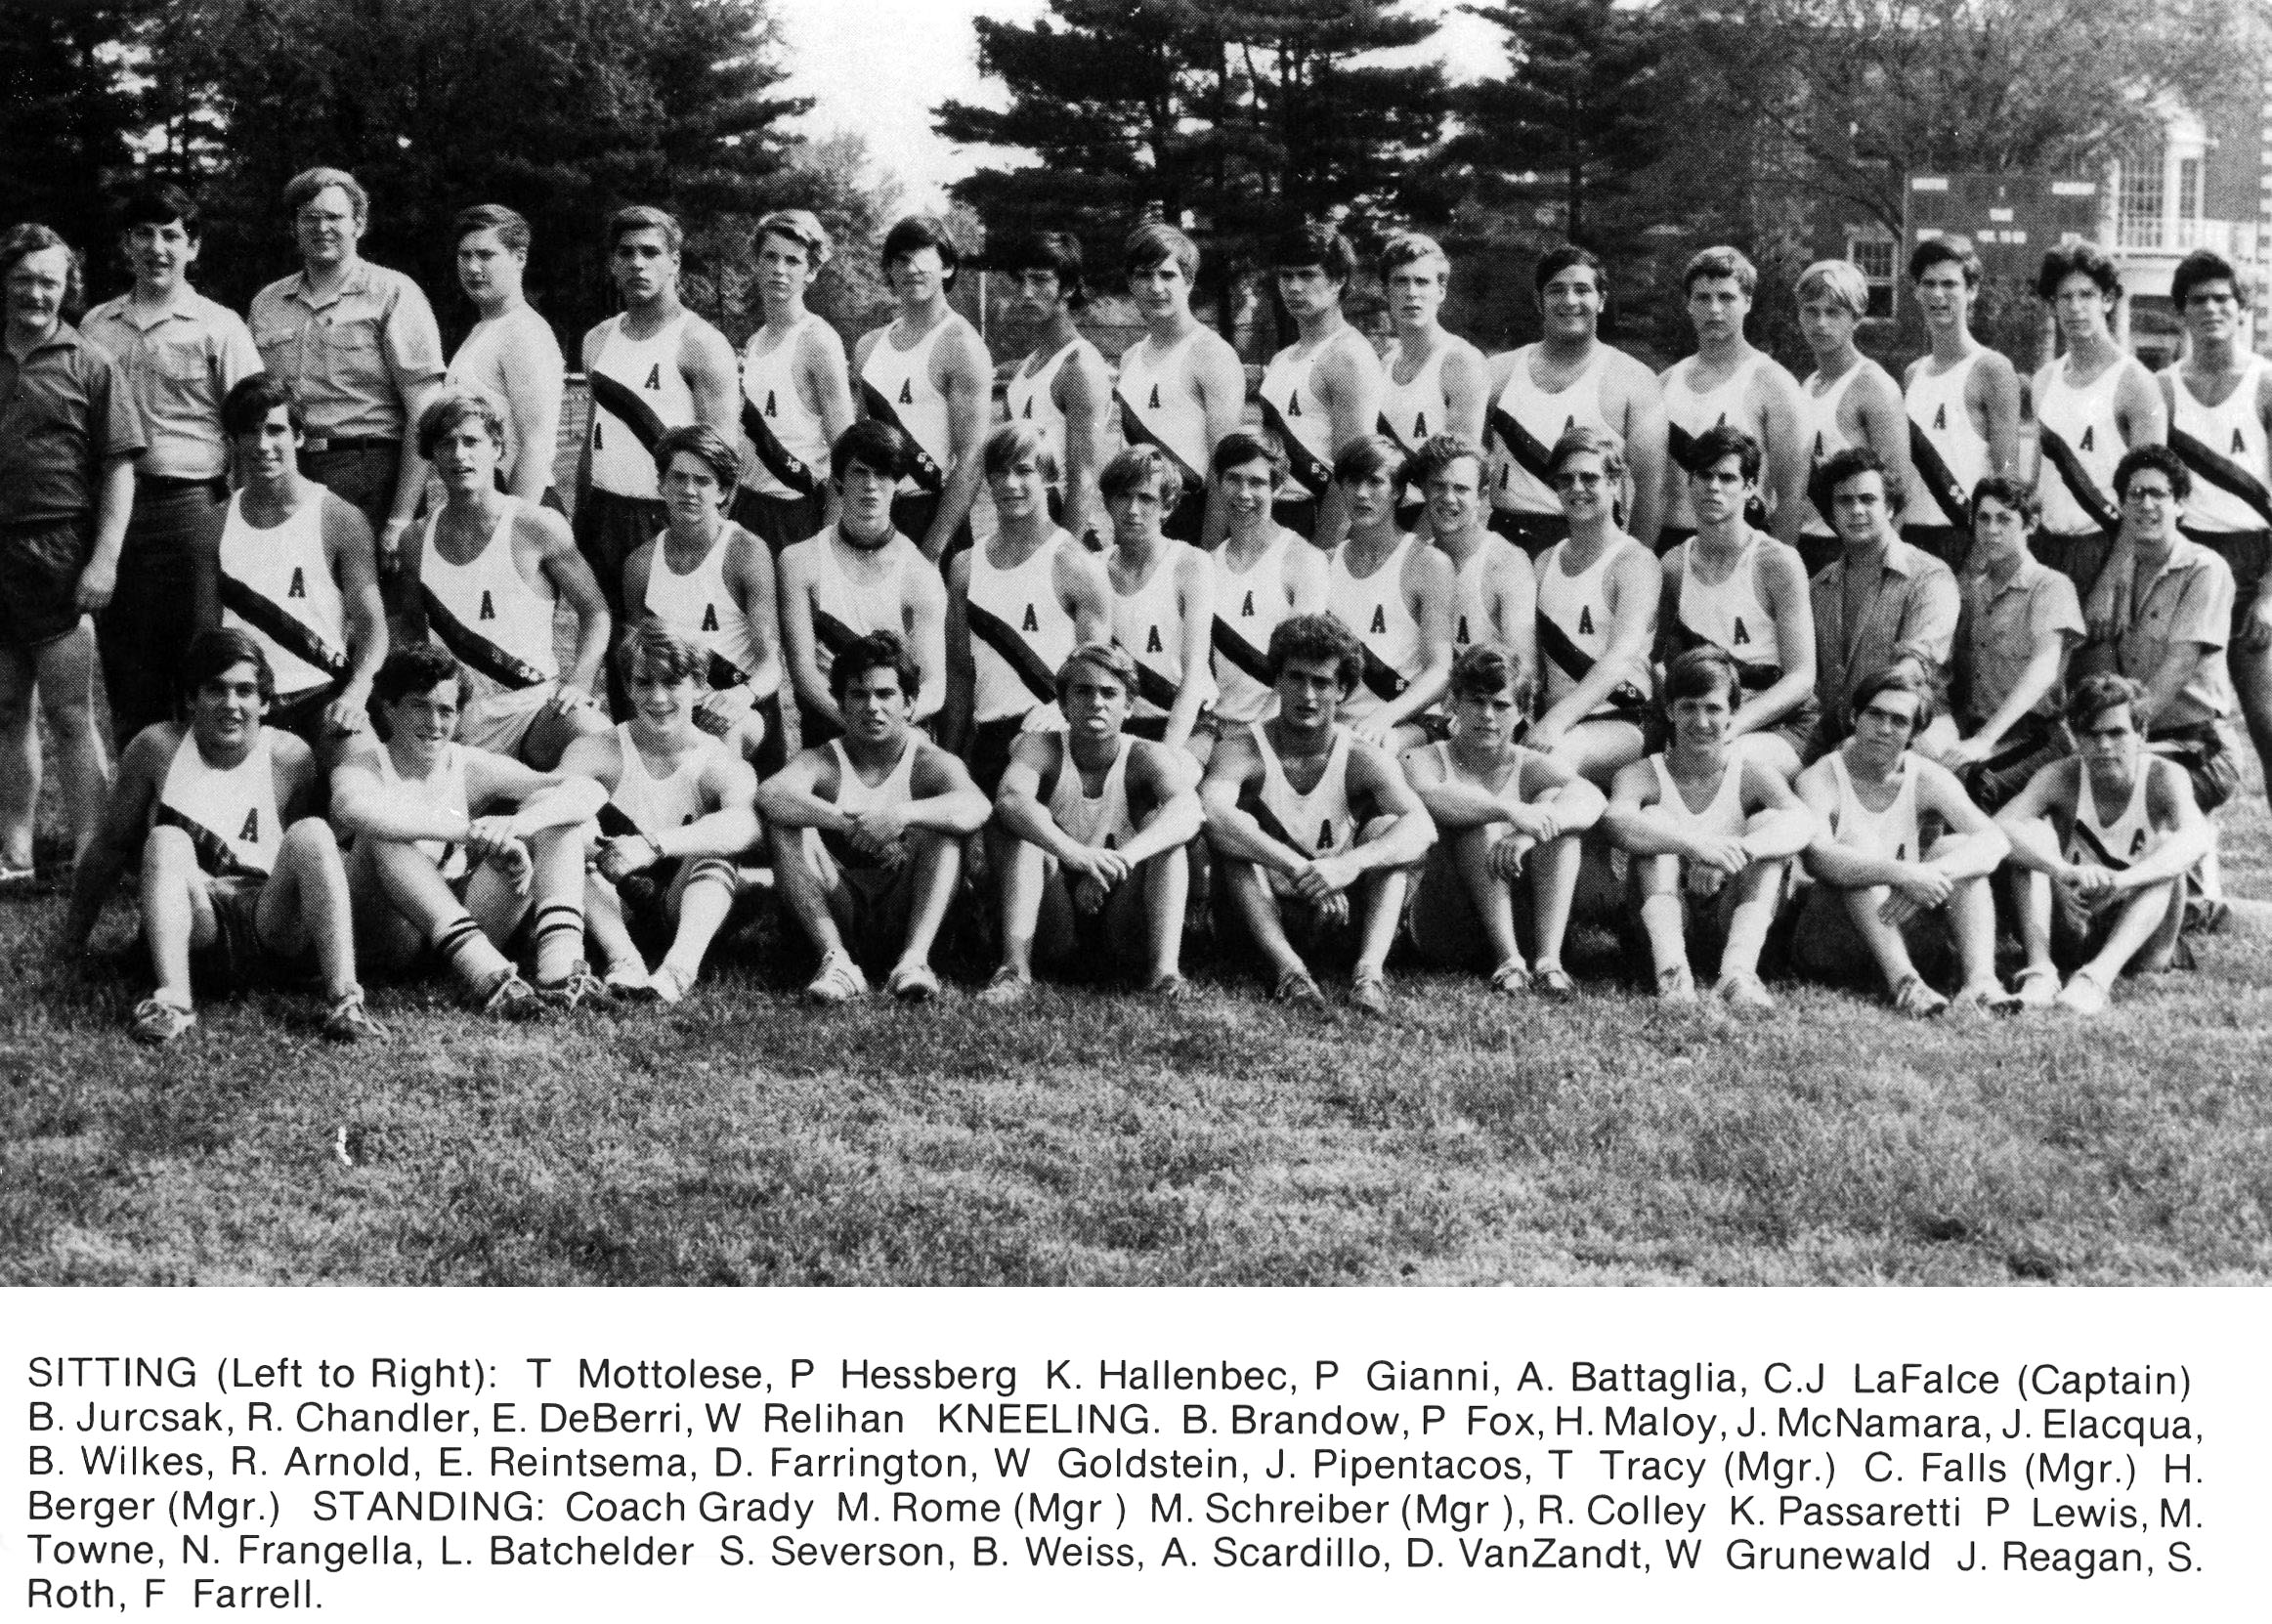 SITTING (Left to Right): T Mottolese, P Hessberg K. Hallenbec, P Gianni, A. Battaglia, C.J LaFalce (Captain)
B. Jurcsak, R. Chandler, E. DeBerri, W Relihan KNEELING. B. Brandow, P Fox, H. Maloy, J. McNamara, J. Elacqua,
B. Wilkes, R. Arnold, E. Reintsema, D. Farrington, W Goldstein, J. Pipentacos, T Tracy (Mgr.) C. Falls (Mgr.) H.
Berger (Mgr.) STANDING: Coach Grady M. Rome (Mgr ) M. Schreiber (Mgr ), R. Colley K. Passaretti P Lewis, M.
Towne, N. Frangella, L. Batchelder S. Severson, B. Weiss, A. Scardillo, D. VanZandt, W Grunewald J. Reagan, S.
Roth, F Farrell.